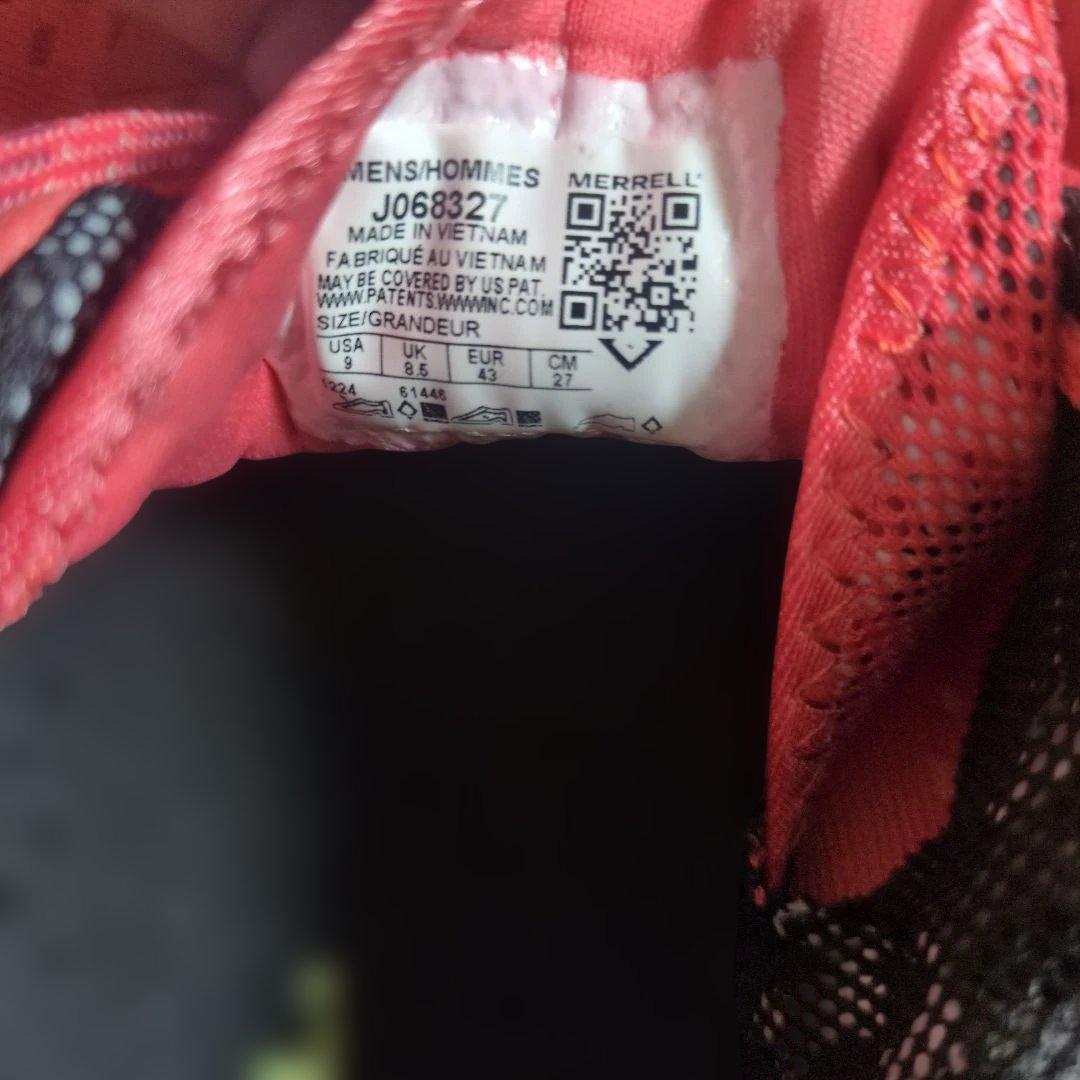 MENS/HOMMES
J068327
MADE IN VIETNAM
FABRIQUÉ AU VIETNAM
MAY BE COVERED BY US PAT.
WWW.PATENTS.WWWINC.COM
SIZE/GRANDEUR
USA UK EUR CM
9 8.5 43 27
1224 61446
MERRELL